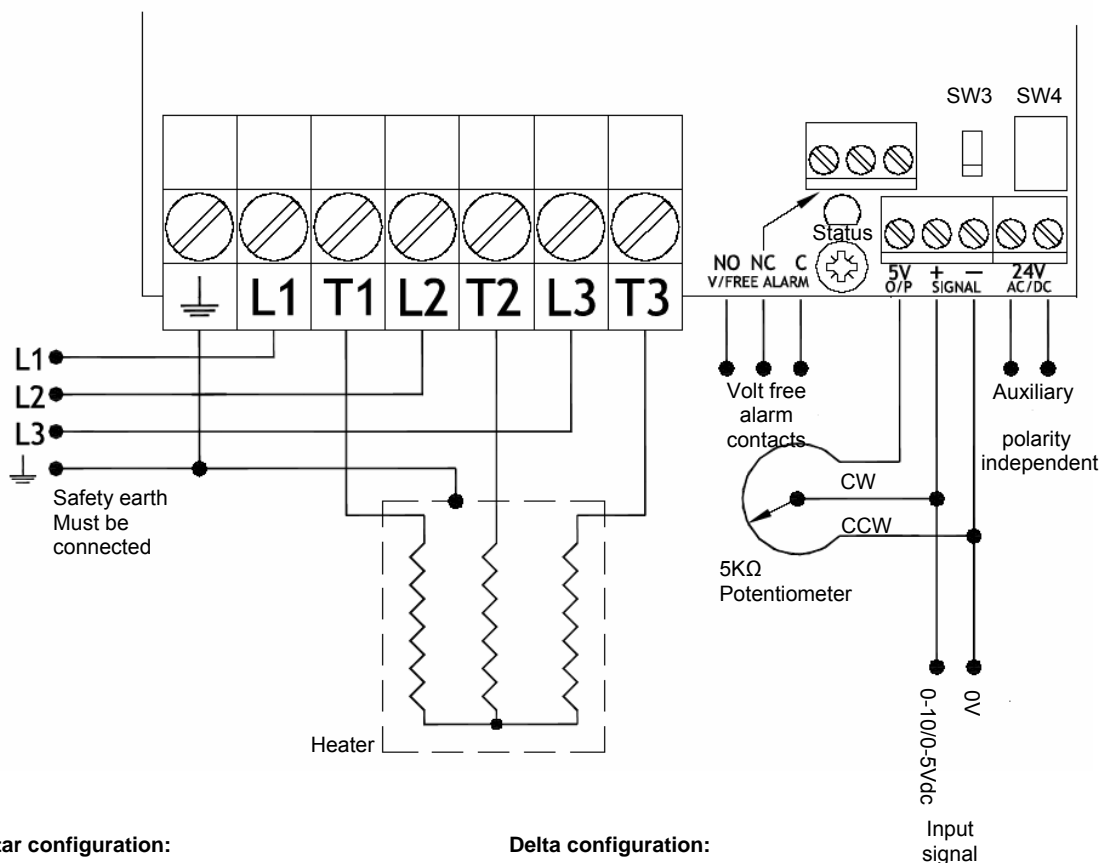 SW3 SW4
Status
NO NC C
V/FREE ALARM
5V + − 24V
O/P SIGNAL AC/DC
L1 T1 L2 T2 L3 T3
L1
L2
L3
Safety earth
Must be
connected
Volt free
alarm
contacts
Auxiliary
polarity
independent
CW
CCW
5KΩ
Potentiometer
Heater
0-10/0-5Vdc
0V
Input
signal
tar configuration:
Delta configuration: